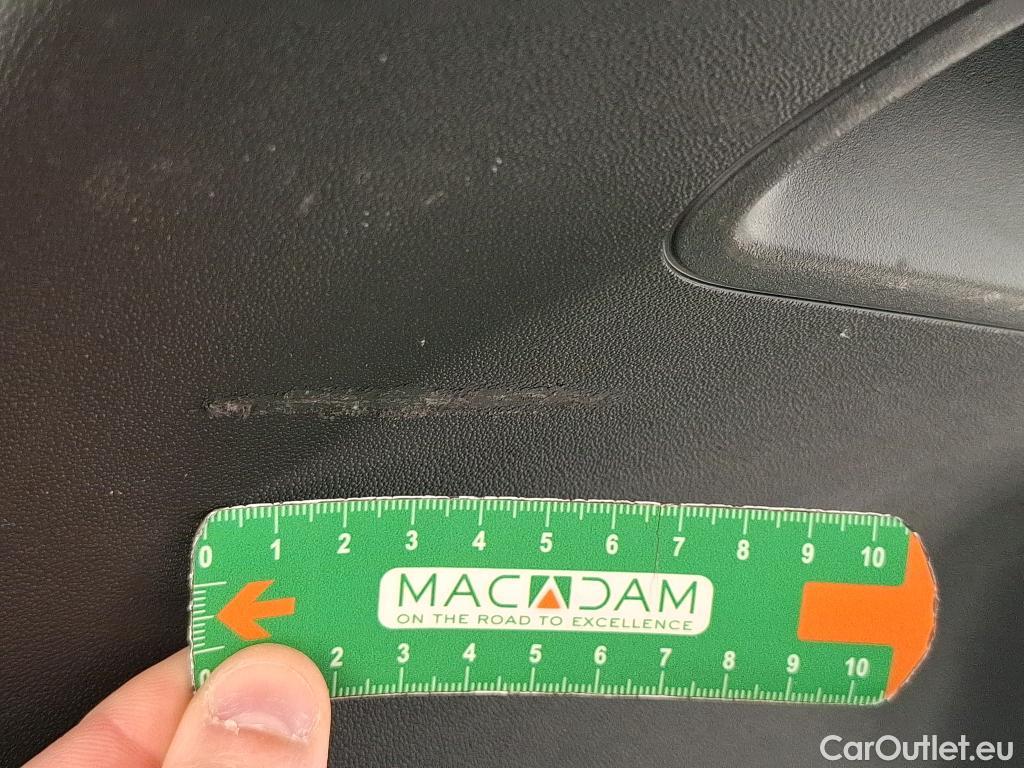 0 1 2 3 4 5 6 7 8 9 10
MACADAM
ON THE ROAD TO EXCELLENCE
0 2 3 4 5 6 7 8 9 10
CarOutlet.eu